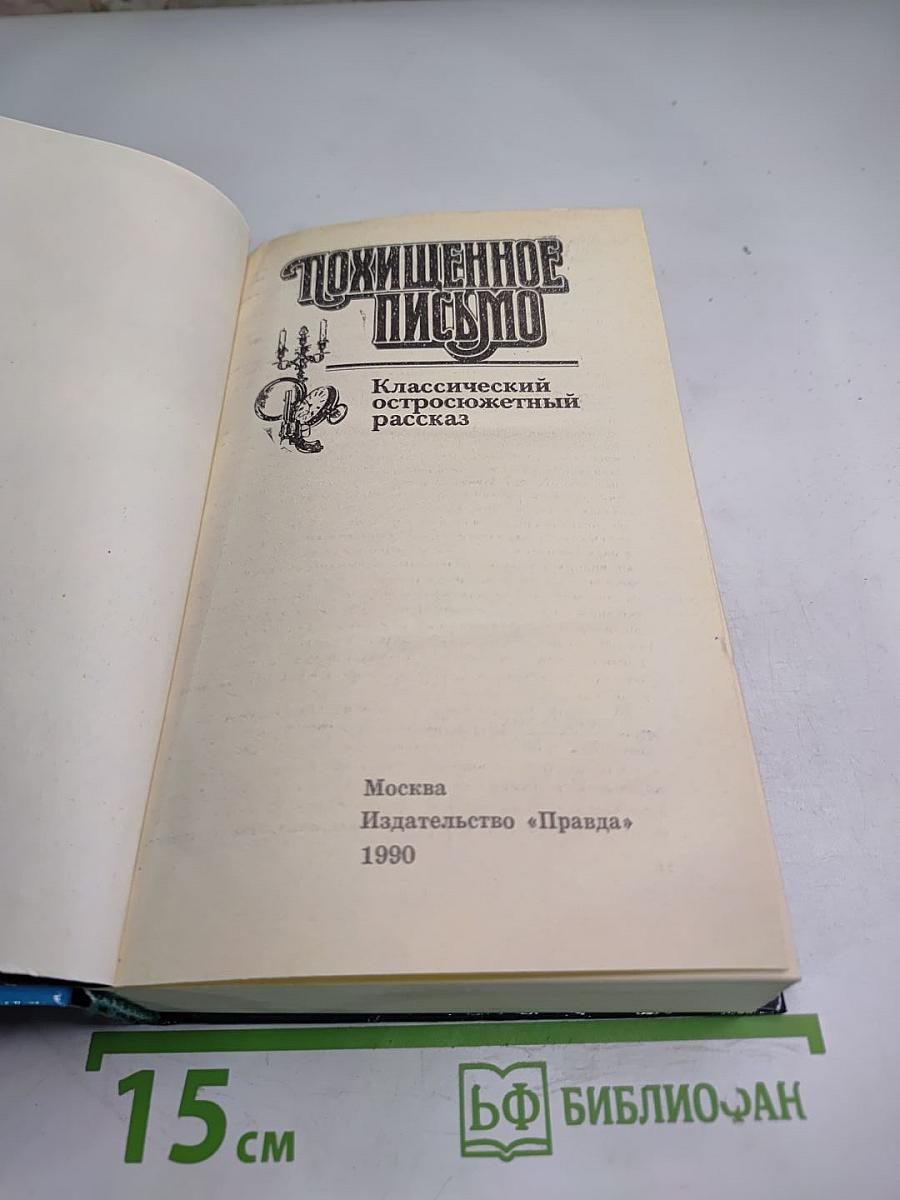 ПОХИЩЕННОЕ
ПИСЬМО
Классический
остросюжетный
рассказ
Москва
Издательство «Правда»
1990
15 см
БФ БИБЛИОФАН